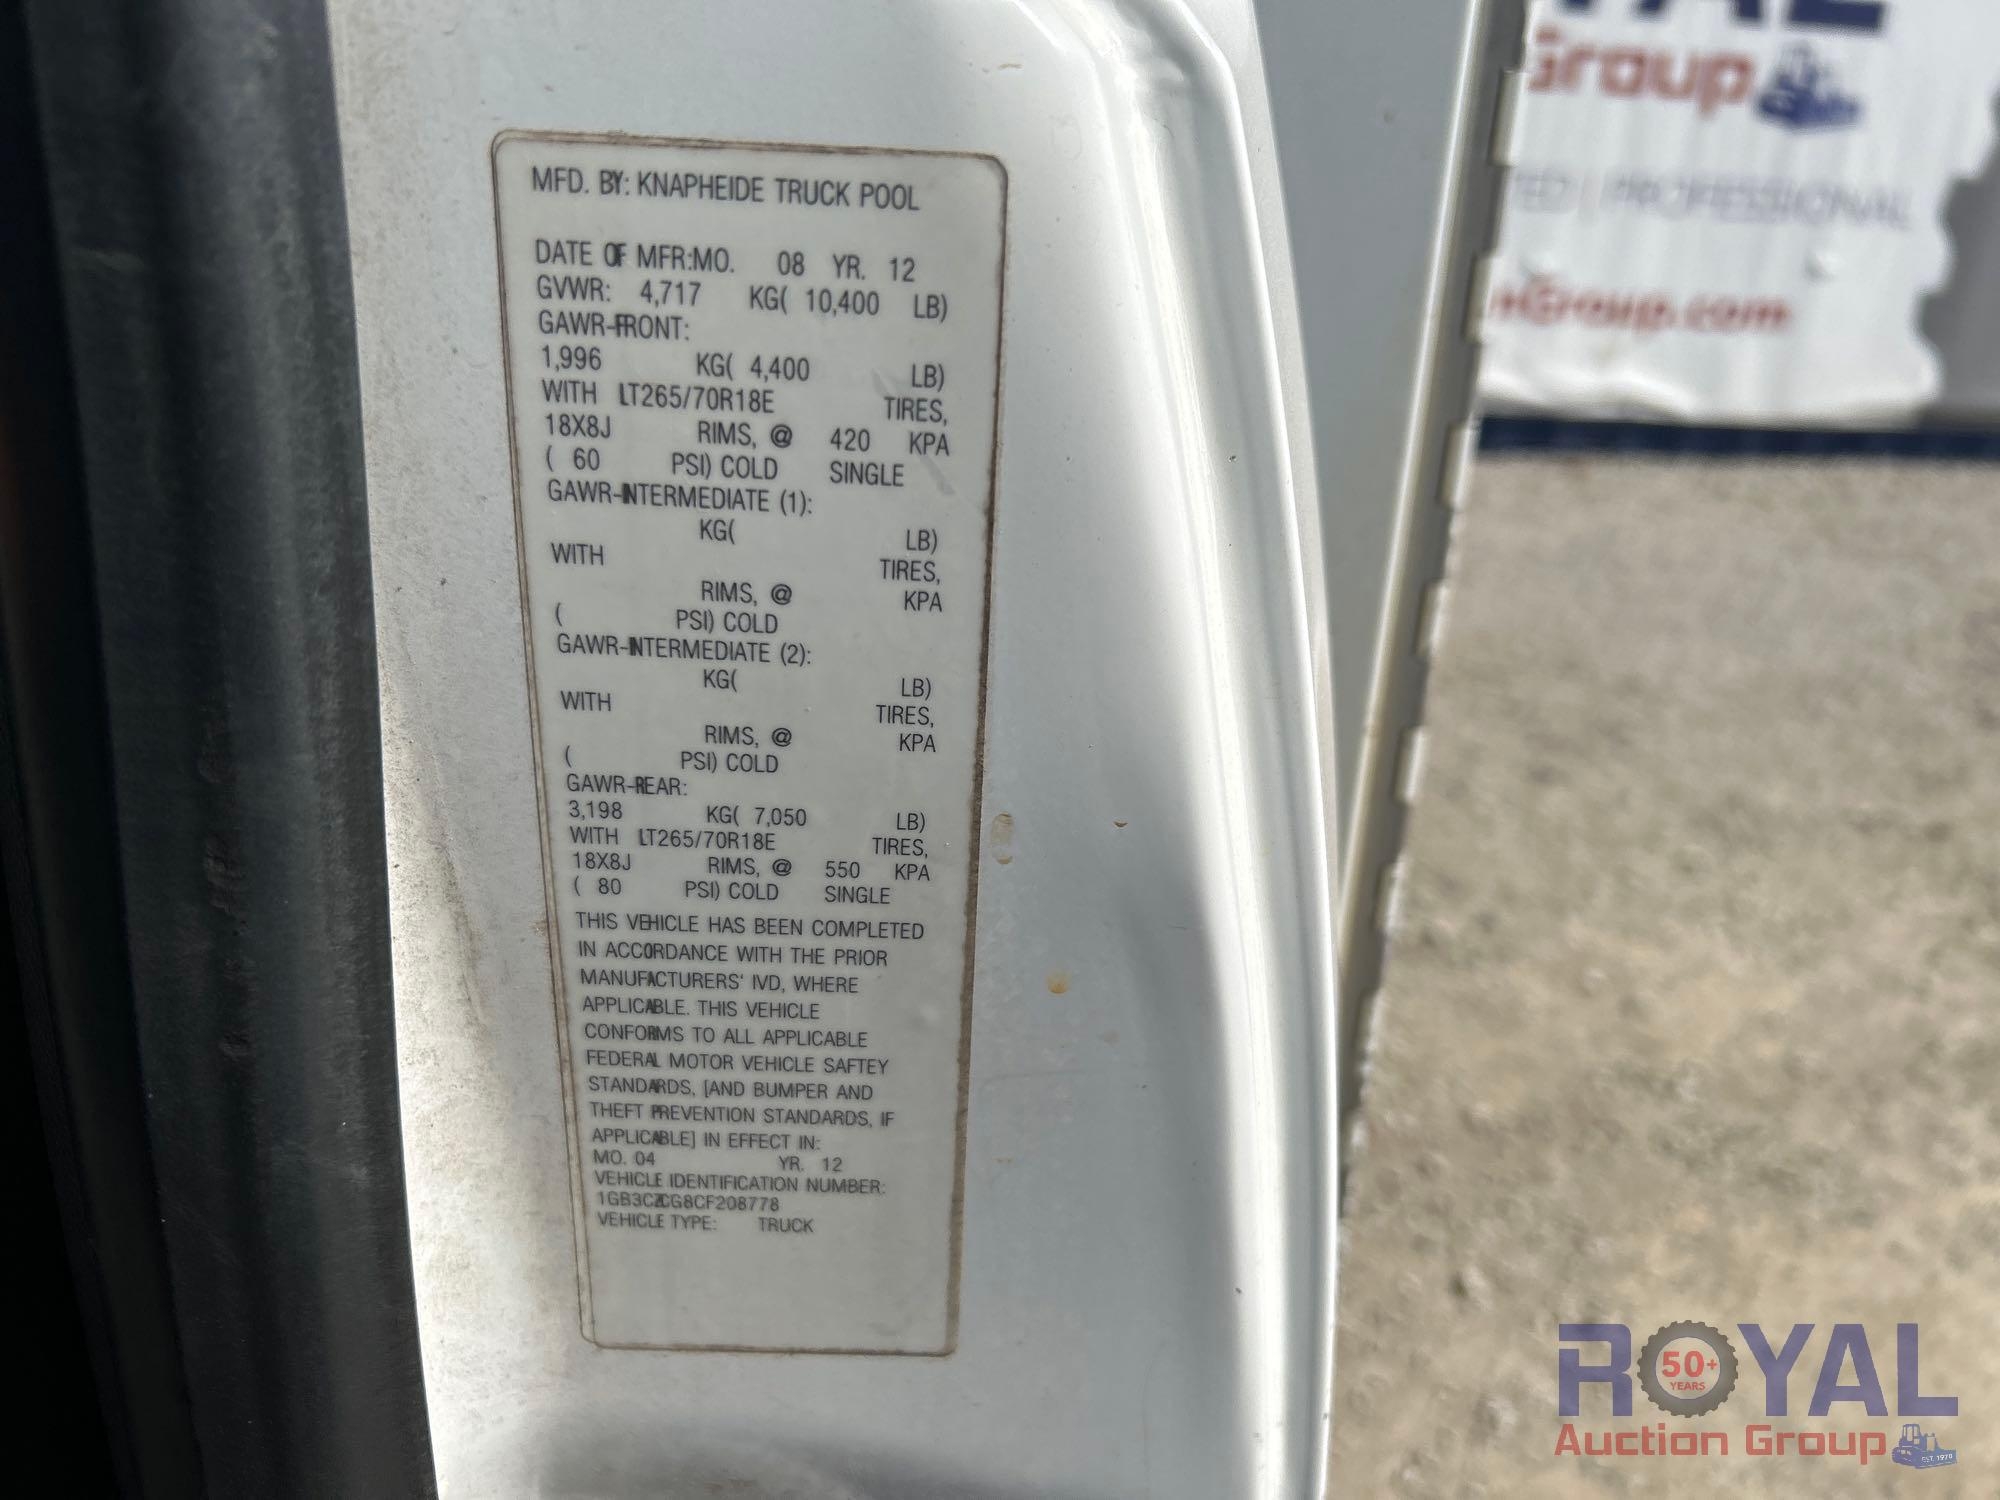 MFD. BY: KNAPHEIDE TRUCK POOL
DATE OF MFR:MO. 08 YR. 12
GVWR: 4,717 KG( 10,400 LB)
GAWR-FRONT:
1,996 KG( 4,400 LB)
WITH LT265/70R18E TIRES,
18X8J RIMS, @ 420 KPA
( 60 PSI) COLD SINGLE
GAWR-INTERMEDIATE (1):
KG( LB)
WITH TIRES,
RIMS, @ KPA
( PSI) COLD
GAWR-INTERMEDIATE (2):
KG( LB)
WITH TIRES,
RIMS, @ KPA
( PSI) COLD
GAWR-REAR:
3,198 KG( 7,050 LB)
WITH LT265/70R18E TIRES,
18X8J RIMS, @ 550 KPA
( 80 PSI) COLD SINGLE
THIS VEHICLE HAS BEEN COMPLETED
IN ACCORDANCE WITH THE PRIOR
MANUFACTURERS' IVD, WHERE
APPLICABLE. THIS VEHICLE
CONFORMS TO ALL APPLICABLE
FEDERAL MOTOR VEHICLE SAFTEY
STANDARDS, [AND BUMPER AND
THEFT PREVENTION STANDARDS, IF
APPLICABLE] IN EFFECT IN:
MO. 04 YR. 12
VEHICLE IDENTIFICATION NUMBER:
1GB3CZCG8CF208778
VEHICLE TYPE: TRUCK
Group
PROFESSIONAL
Group.com
ROYAL
50+
YEARS
Auction Group
EST. 1970